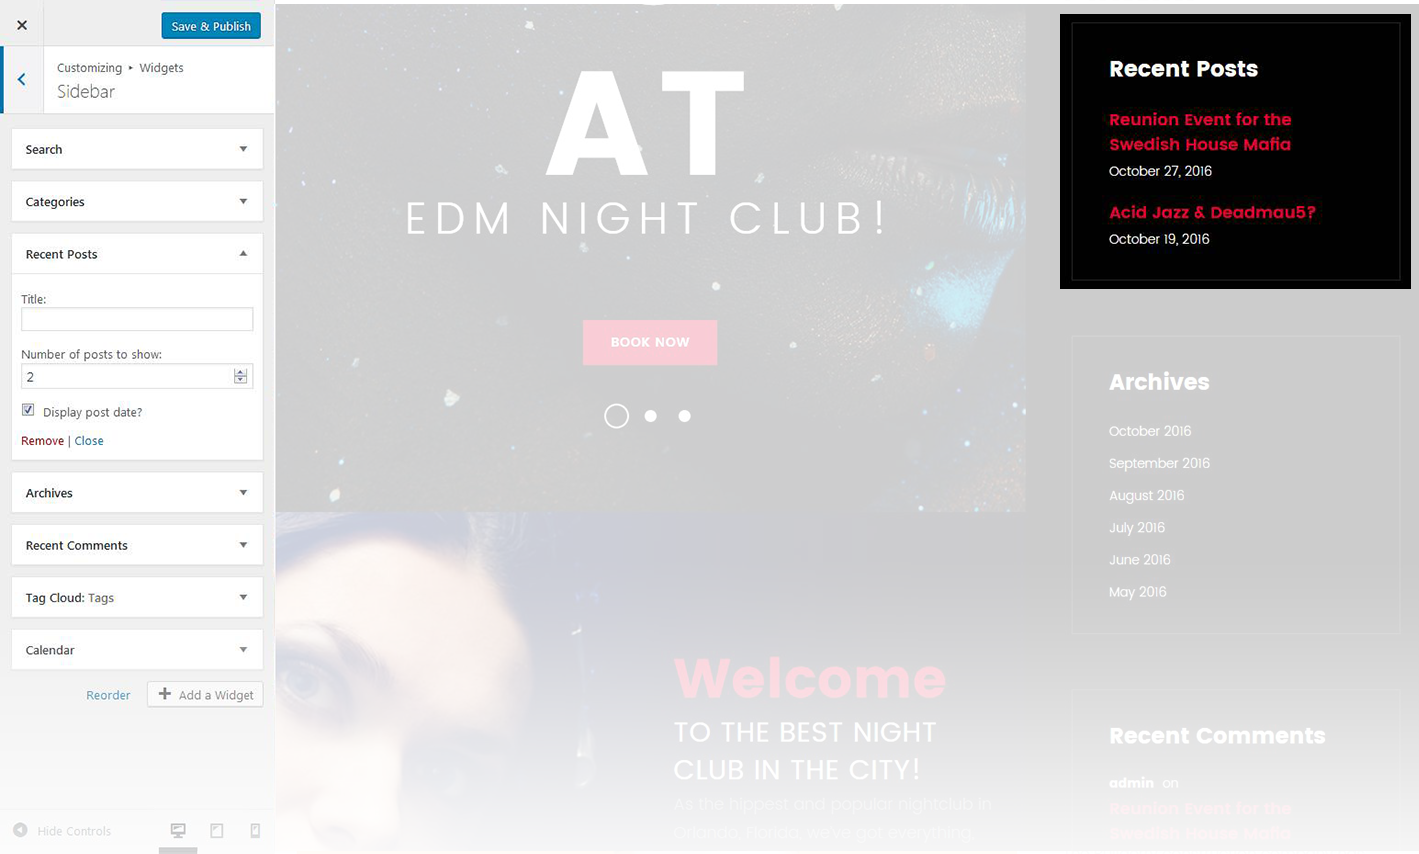 Save & Publish
Customizing ▸ Widgets
Sidebar
Search
Categories
Recent Posts
Title:
Number of posts to show:
2
Display post date?
Remove | Close
Archives
Recent Comments
Tag Cloud: Tags
Calendar
Reorder
Add a Widget
Hide Controls
AT
EDM NIGHT CLUB!
BOOK NOW
Welcome
TO THE BEST NIGHT
CLUB IN THE CITY!
As the hippest and popular nightclub in
Orlando, Florida, we've got everything
Recent Posts
Reunion Event for the
Swedish House Mafia
October 27, 2016
Acid Jazz & Deadmau5?
October 19, 2016
Archives
October 2016
September 2016
August 2016
July 2016
June 2016
May 2016
Recent Comments
admin on
Reunion Event for the
Swedish House Mafia